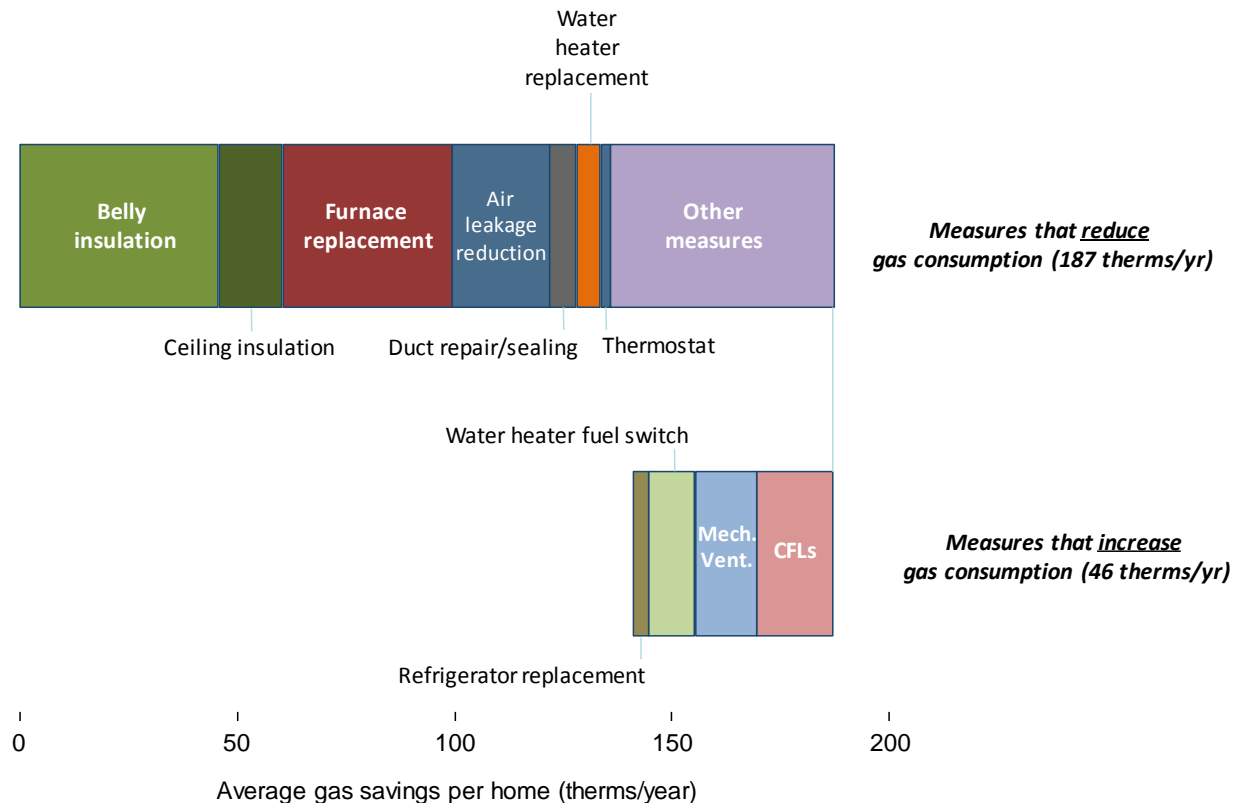 Water
heater
replacement
Belly
insulation
Furnace
replacement
Air
leakage
reduction
Other
measures
Measures that reduce
gas consumption (187 therms/yr)
Ceiling insulation
Duct repair/sealing
Thermostat
Water heater fuel switch
Mech.
Vent.
CFLs
Measures that increase
gas consumption (46 therms/yr)
Refrigerator replacement
0 50 100 150 200
Average gas savings per home (therms/year)